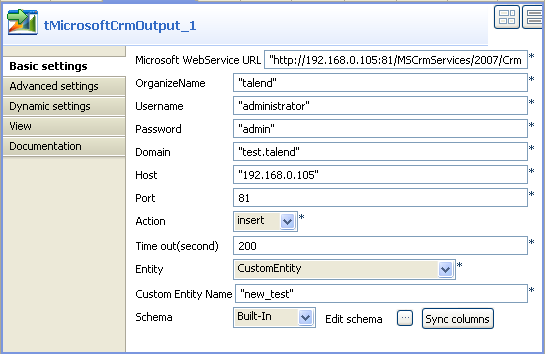 tMicrosoftCrmOutput_1
Basic settings
Advanced settings
Dynamic settings
View
Documentation
Microsoft WebService URL "http://192.168.0.105:81/MSCrmServices/2007/Crm *
OrganizeName "talend" *
Username "administrator" *
Password "admin" *
Domain "test.talend" *
Host "192.168.0.105" *
Port 81 *
Action insert *
Time out(second) 200 *
Entity CustomEntity *
Custom Entity Name "new_test" *
Schema Built-In Edit schema ... Sync columns